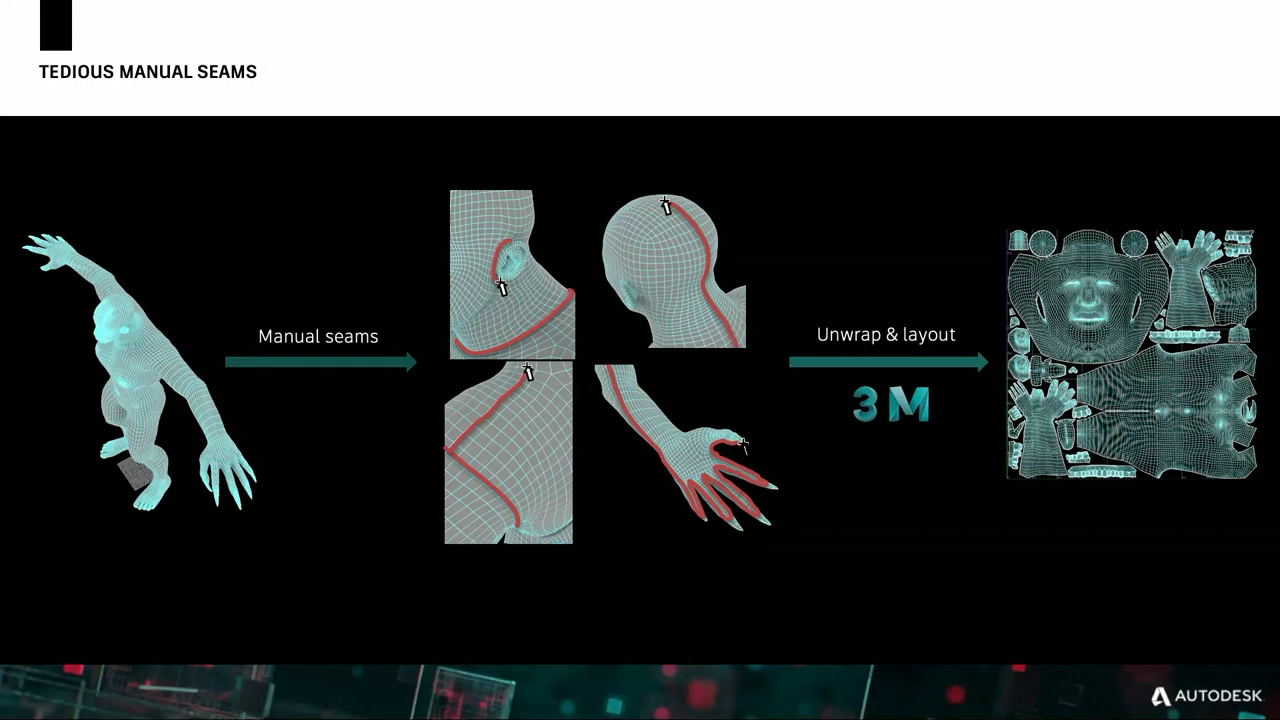 TEDIOUS MANUAL SEAMS
Manual seams
Unwrap & layout
3 M
AUTODESK